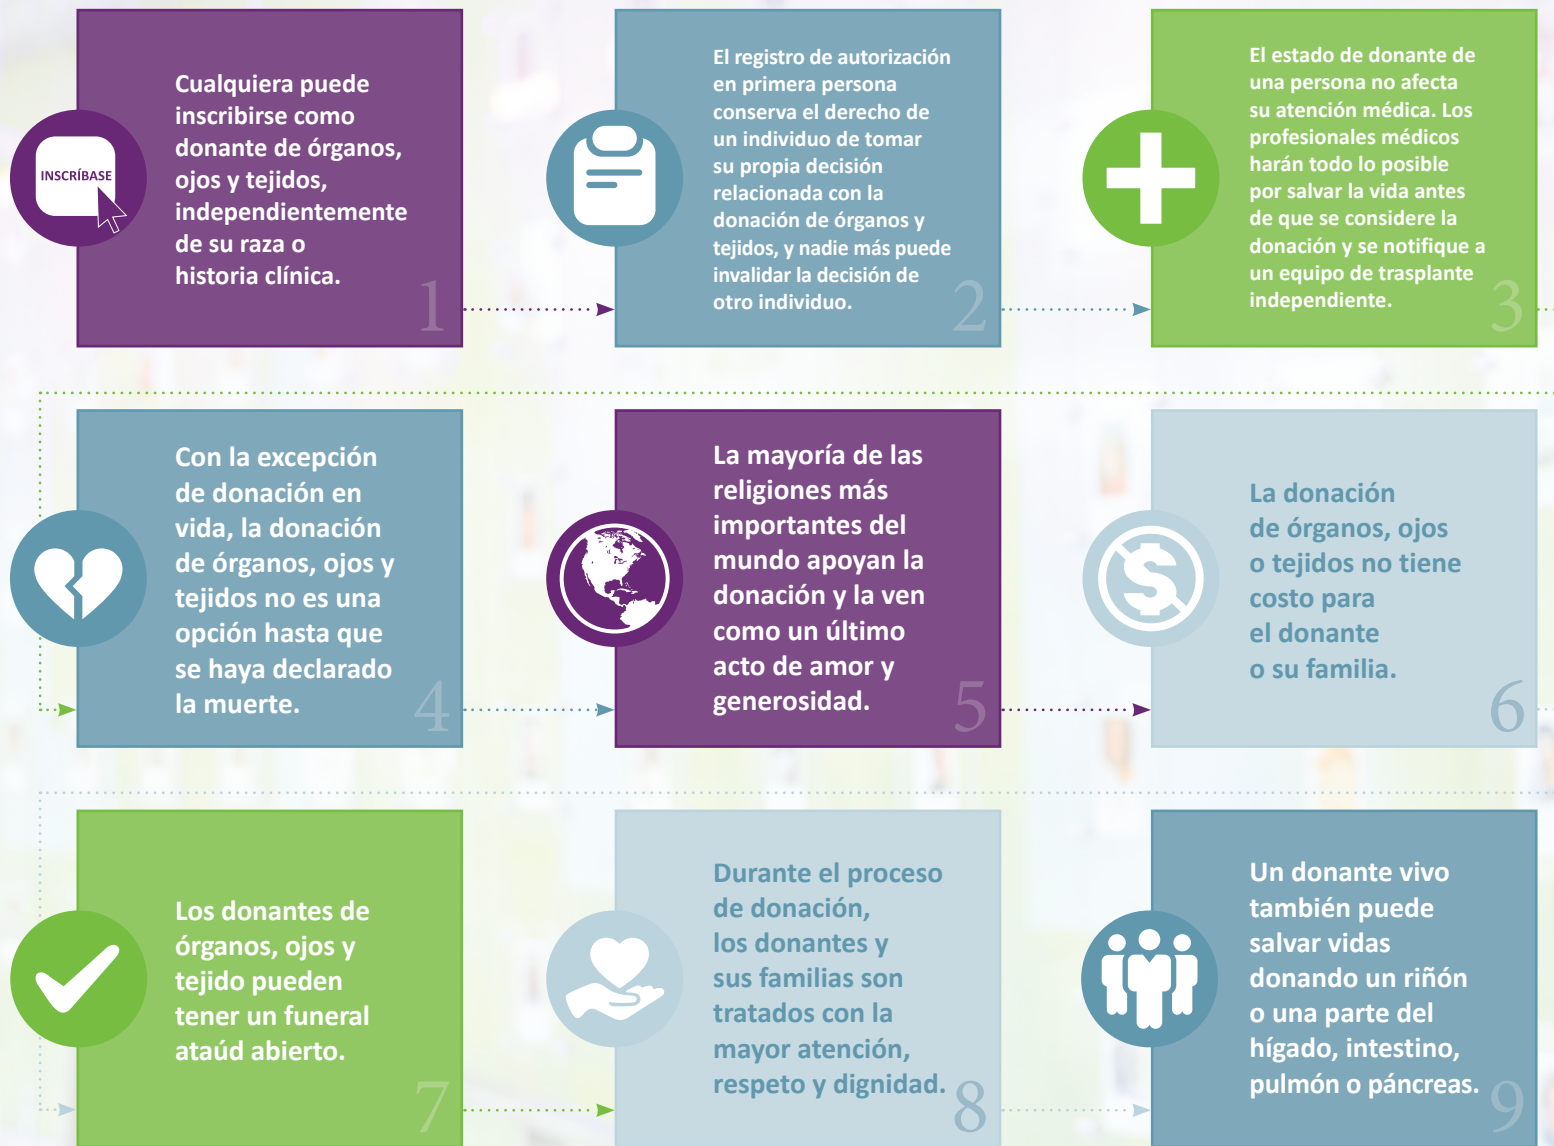 INSCRÍBASE
Cualquiera puede
inscribirse como
donante de órganos,
ojos y tejidos,
independientemente
de su raza o
historia clínica.
1
El registro de autorización
en primera persona
conserva el derecho de
un individuo de tomar
su propia decisión
relacionada con la
donación de órganos y
tejidos, y nadie más puede
invalidar la decisión de
otro individuo.
2
El estado de donante de
una persona no afecta
su atención médica. Los
profesionales médicos
harán todo lo posible
por salvar la vida antes
de que se considere la
donación y se notifique a
un equipo de trasplante
independiente.
3
Con la excepción
de donación en
vida, la donación
de órganos, ojos y
tejidos no es una
opción hasta que
se haya declarado
la muerte.
4
La mayoría de las
religiones más
importantes del
mundo apoyan la
donación y la ven
como un último
acto de amor y
generosidad.
5
$
La donación
de órganos, ojos
o tejidos no tiene
costo para
el donante
o su familia.
6
Los donantes de
órganos, ojos y
tejido pueden
tener un funeral
ataúd abierto.
7
Durante el proceso
de donación,
los donantes y
sus familias son
tratados con la
mayor atención,
respeto y dignidad.
8
Un donante vivo
también puede
salvar vidas
donando un riñón
o una parte del
hígado, intestino,
pulmón o páncreas.
9